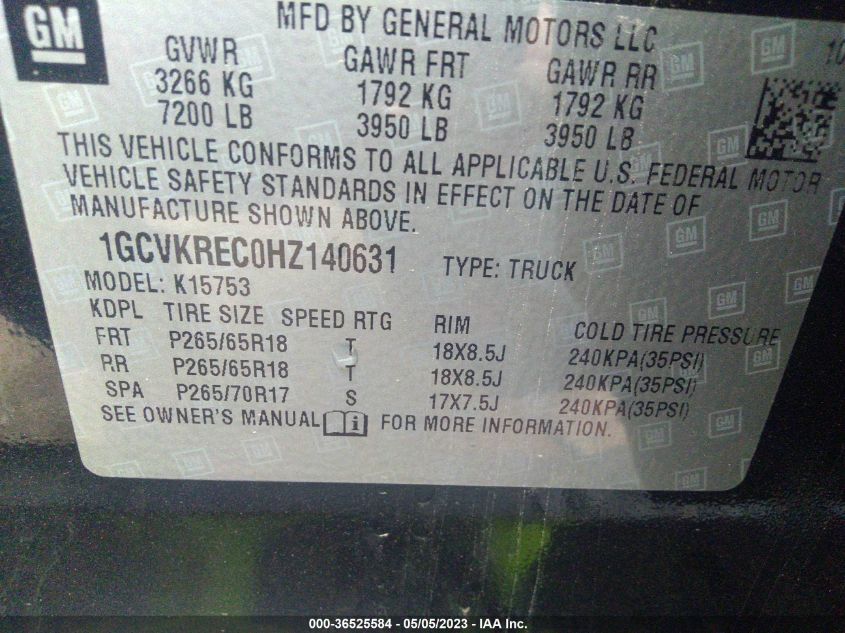 GM
MFD BY GENERAL MOTORS LLC
10
GVWR GAWR FRT GAWR RR
3266 KG 1792 KG 1792 KG
7200 LB 3950 LB 3950 LB
THIS VEHICLE CONFORMS TO ALL APPLICABLE U.S. FEDERAL MOTOR
VEHICLE SAFETY STANDARDS IN EFFECT ON THE DATE OF
MANUFACTURE SHOWN ABOVE.
1GCVKREC0HZ140631 TYPE: TRUCK
MODEL: K15753
KDPL TIRE SIZE SPEED RTG RIM COLD TIRE PRESSURE
FRT P265/65R18 T 18X8.5J 240KPA(35PSI)
RR P265/65R18 T 18X8.5J 240KPA(35PSI)
SPA P265/70R17 S 17X7.5J 240KPA(35PSI)
SEE OWNER'S MANUAL i FOR MORE INFORMATION.
000-36525584 - 05/05/2023 - IAA Inc.